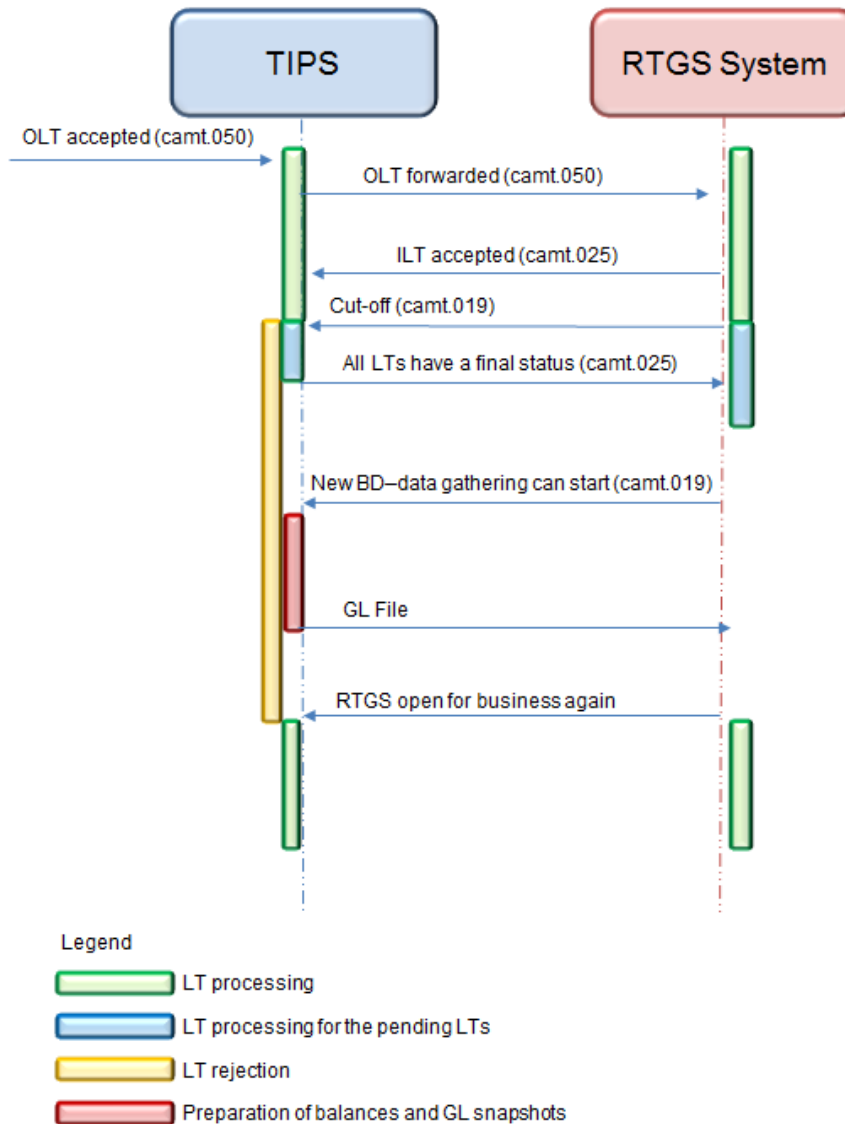 TIPS
RTGS System
OLT accepted (camt.050)
OLT forwarded (camt.050)
ILT accepted (camt.025)
Cut-off (camt.019)
All LTs have a final status (camt.025)
New BD–data gathering can start (camt.019)
GL File
RTGS open for business again
Legend
LT processing
LT processing for the pending LTs
LT rejection
Preparation of balances and GL snapshots